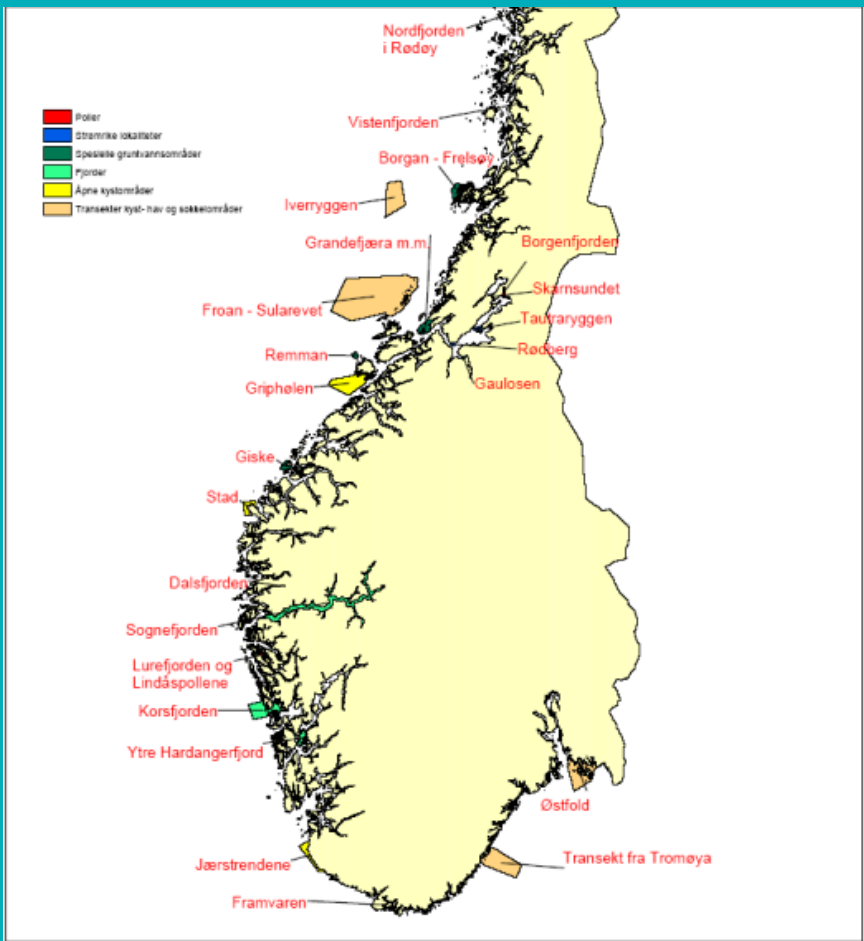 Nordfjorden
i Rødøy
Poller
Strømrike lokaliteter
Spesielle gruntvannsområder
Fjorder
Åpne kystområder
Transekter kyst- hav og sokkelområder
Vistenfjorden
Borgan - Frelsøy
Iverryggen
Grandefjæra m.m.
Borgenfjorden
Skarnsundet
Froan - Sularevet
Tautraryggen
Rødberg
Remman
Griphølen
Gaulosen
Giske
Stad
Dalsfjorden
Sognefjorden
Lurefjorden og
Lindåspollene
Korsfjorden
Ytre Hardangerfjord
Østfold
Jærstrendene
Transekt fra Tromøya
Framvaren